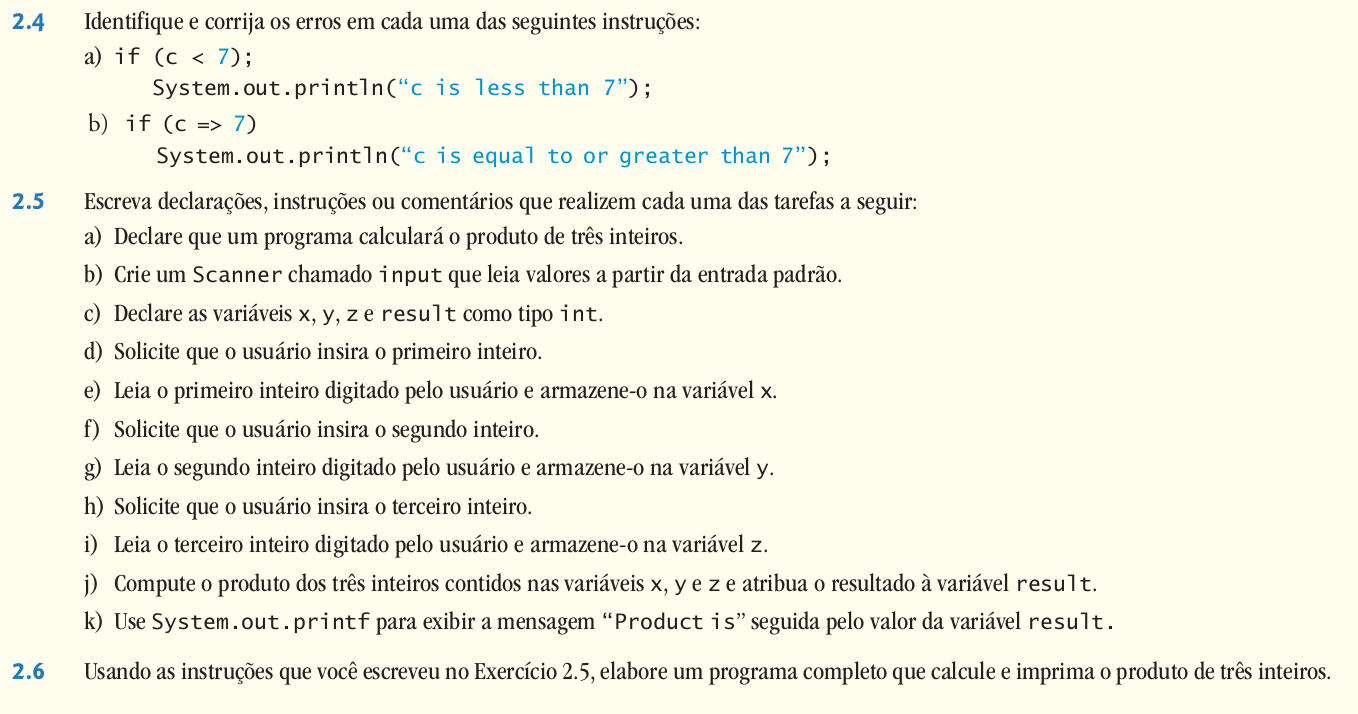 2.4 Identifique e corrija os erros em cada uma das seguintes instruções:
a) if (c < 7);
System.out.println(“c is less than 7”);
b) if (c => 7)
System.out.println(“c is equal to or greater than 7”);
2.5 Escreva declarações, instruções ou comentários que realizem cada uma das tarefas a seguir:
a) Declare que um programa calculará o produto de três inteiros.
b) Crie um Scanner chamado input que leia valores a partir da entrada padrão.
c) Declare as variáveis x, y, z e result como tipo int.
d) Solicite que o usuário insira o primeiro inteiro.
e) Leia o primeiro inteiro digitado pelo usuário e armazene-o na variável x.
f) Solicite que o usuário insira o segundo inteiro.
g) Leia o segundo inteiro digitado pelo usuário e armazene-o na variável y.
h) Solicite que o usuário insira o terceiro inteiro.
i) Leia o terceiro inteiro digitado pelo usuário e armazene-o na variável z.
j) Compute o produto dos três inteiros contidos nas variáveis x, y e z e atribua o resultado à variável result.
k) Use System.out.printf para exibir a mensagem “Product is” seguida pelo valor da variável result.
2.6 Usando as instruções que você escreveu no Exercício 2.5, elabore um programa completo que calcule e imprima o produto de três inteiros.